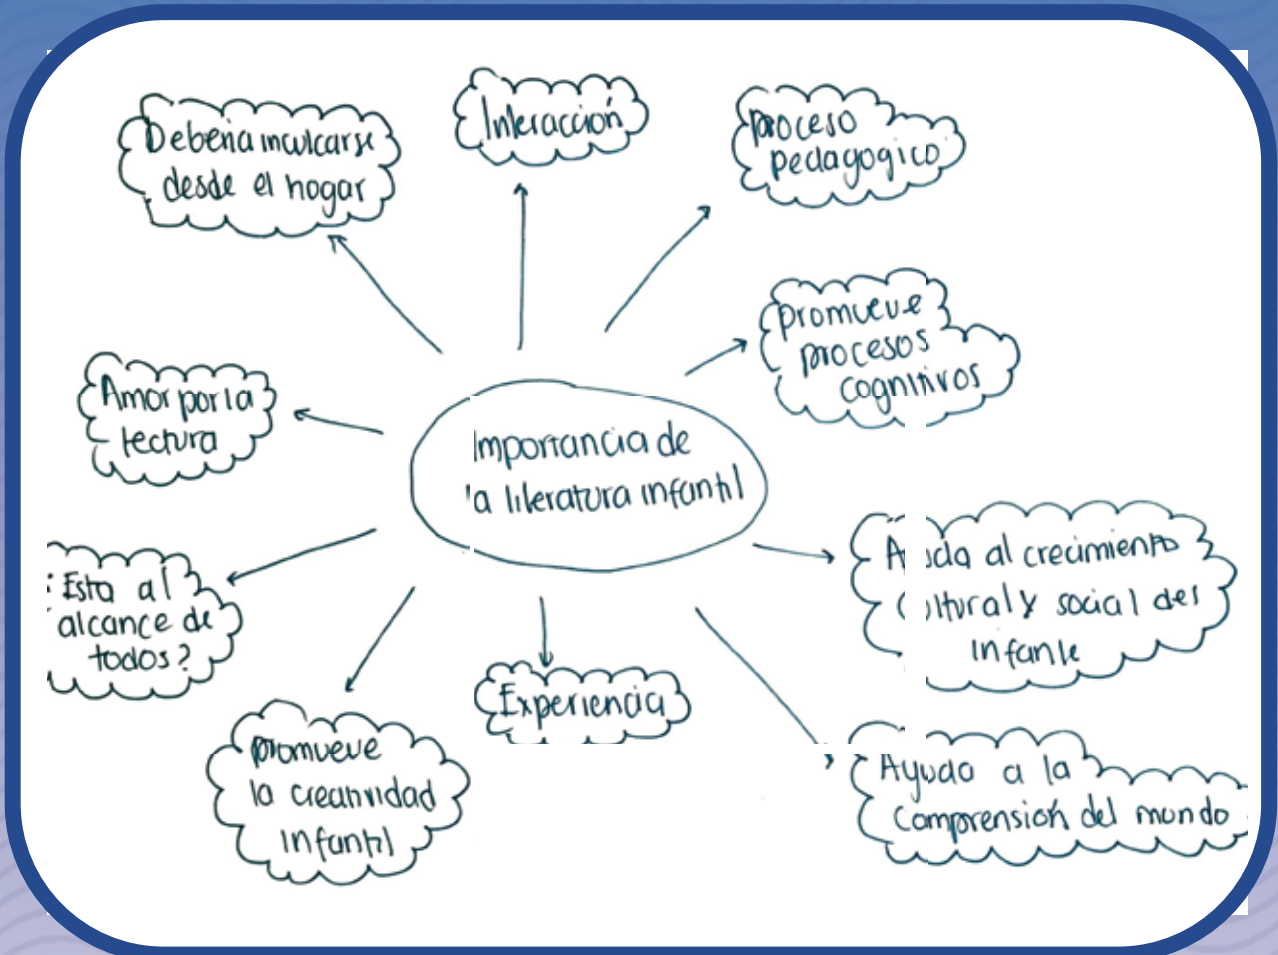 Deberia inculcarse
desde el hogar
Interacción
proceso
pedagogico
promueve
procesos
cognitivos
Amor por la
lectura
Importancia de
la literatura infantil
¿Esta al
alcance de
todos?
Ayuda al crecimiento
Cultural y social del
infante
Experiencia
promueve
la creatividad
infantil
Ayuda a la
Comprensión del mundo